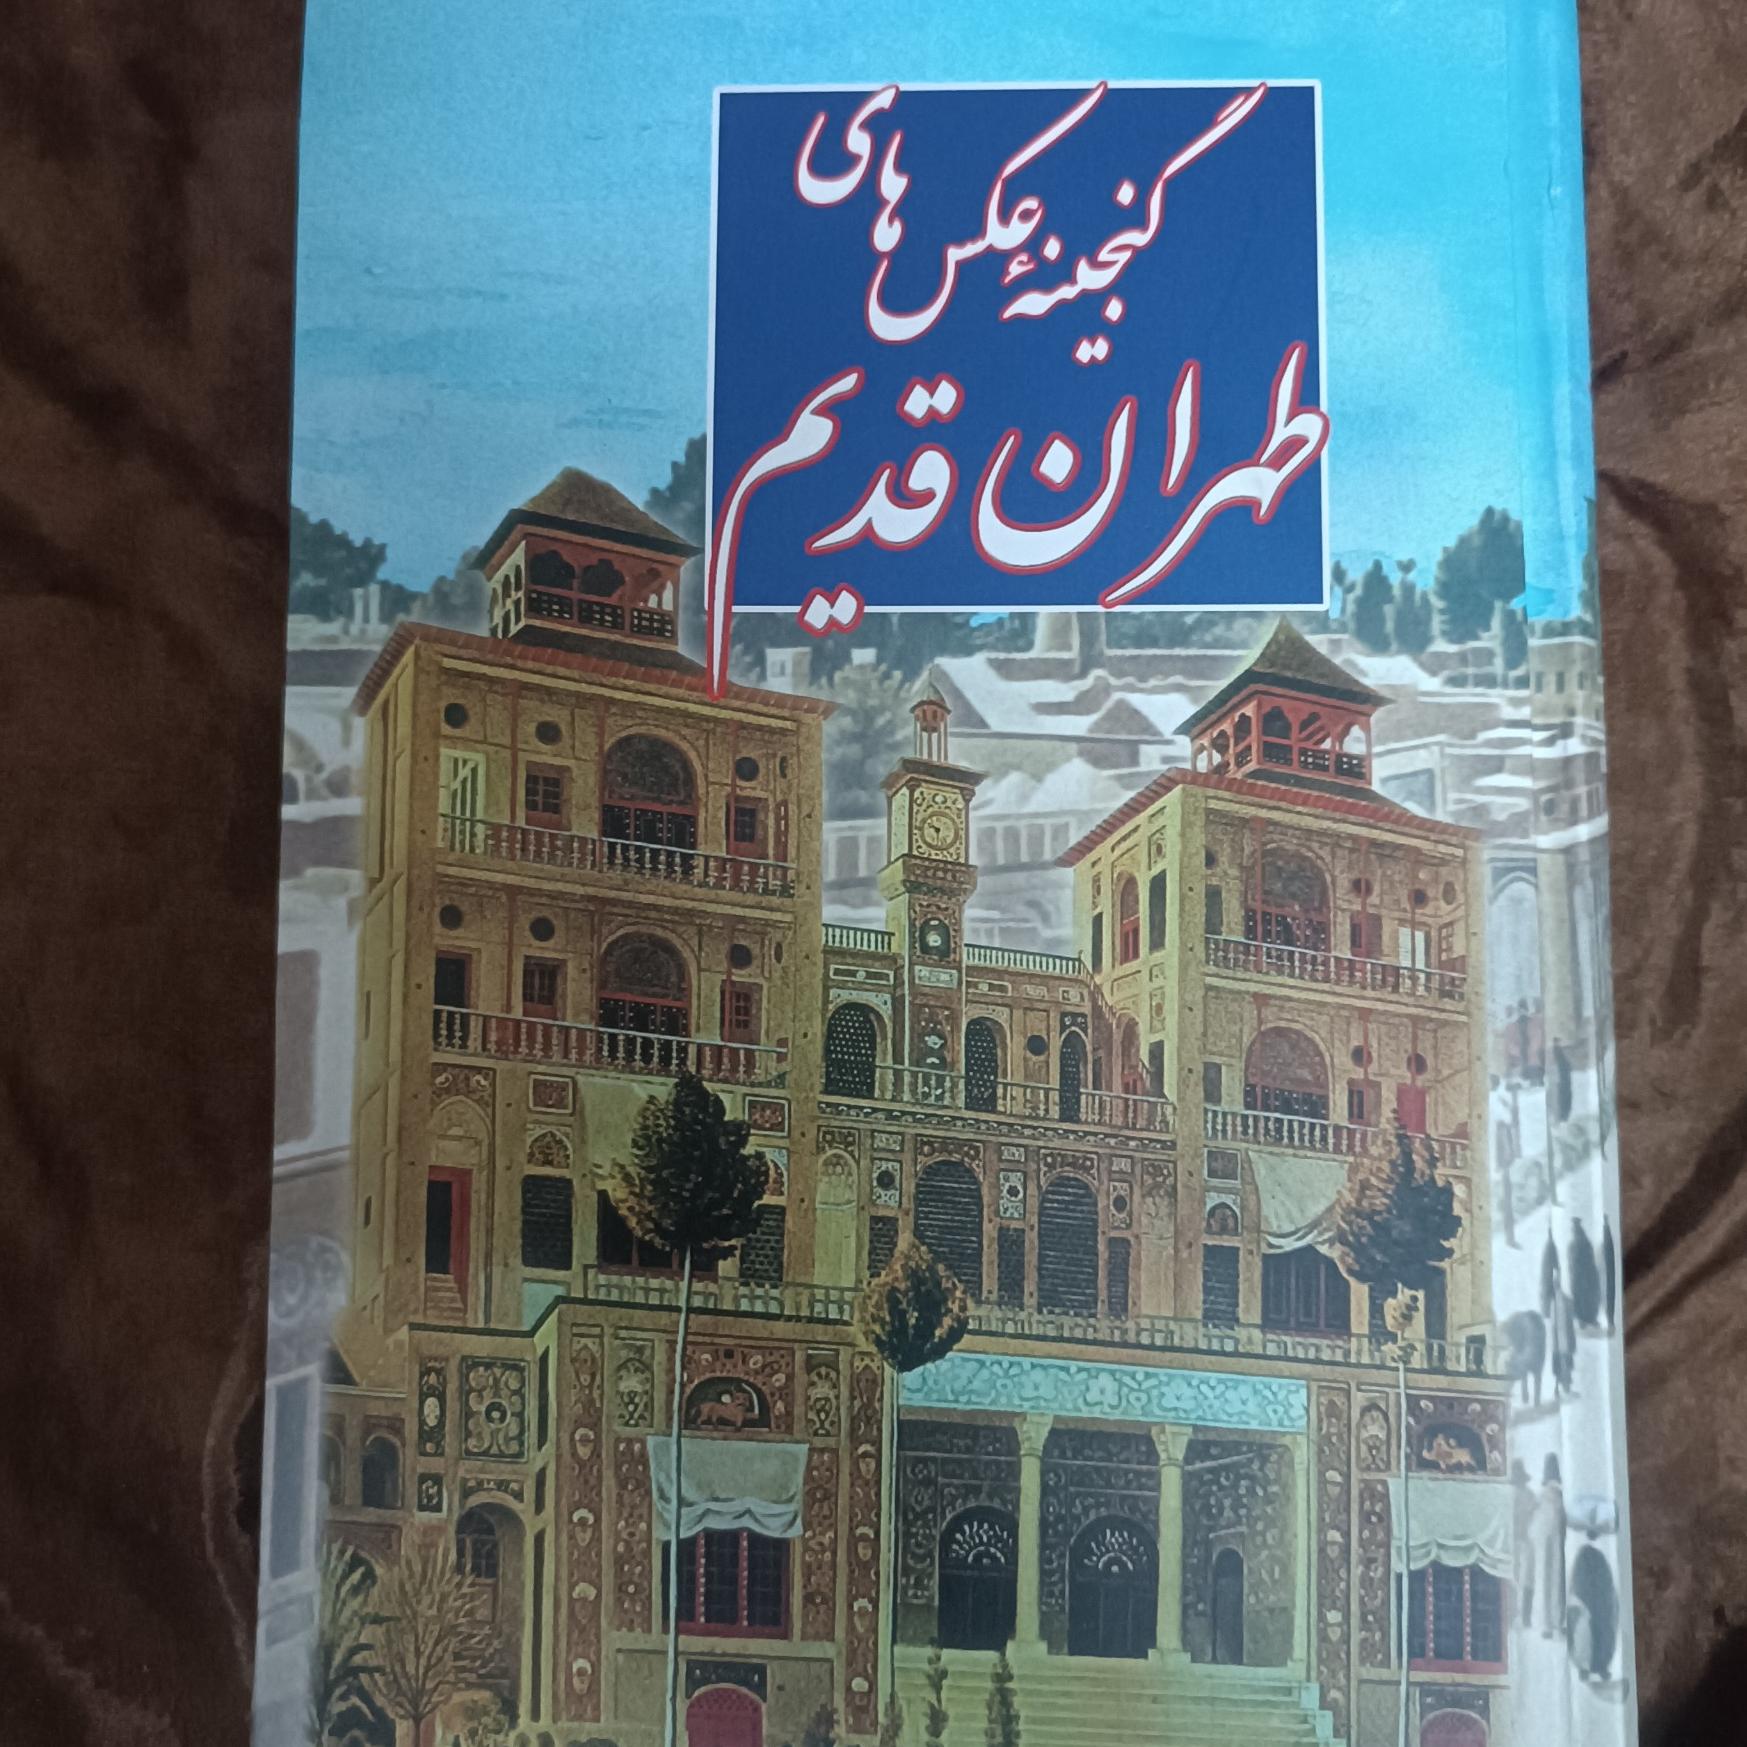 گنجینهٔ عکس های
طهران قدیم